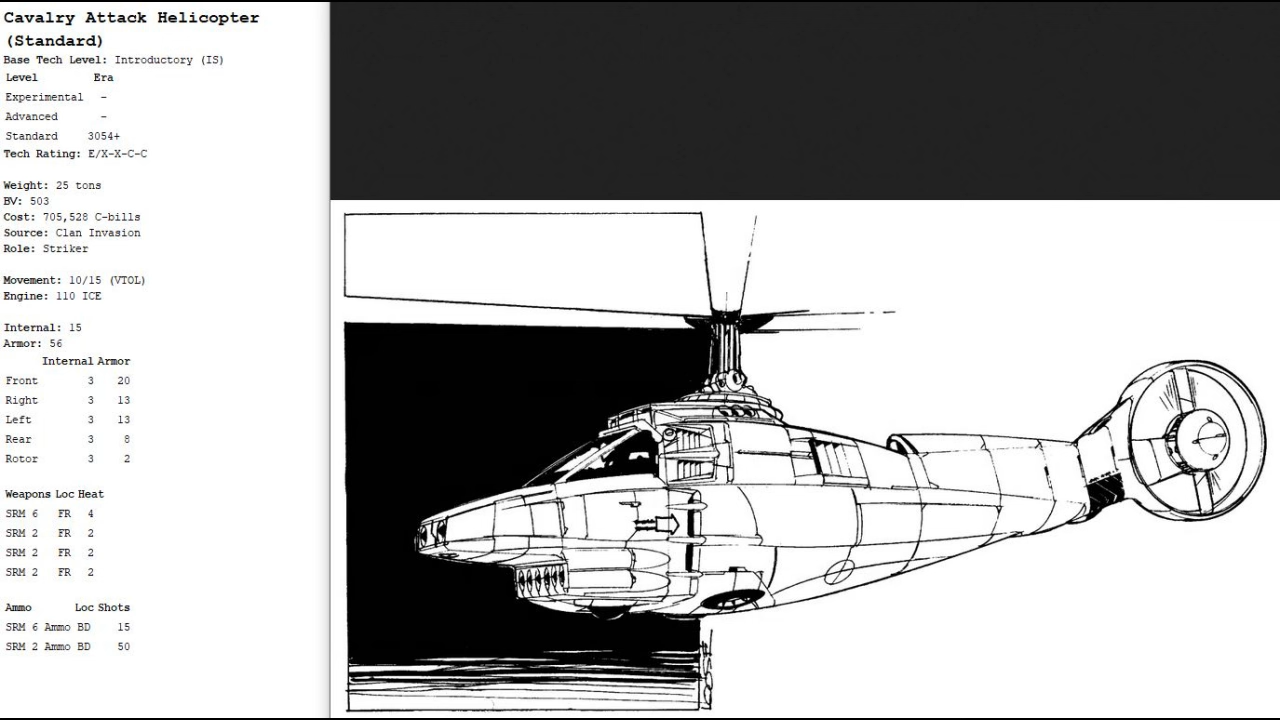 Cavalry Attack Helicopter
(Standard)
Base Tech Level: Introductory (IS)
Level Era
Experimental -
Advanced -
Standard 3054+
Tech Rating: E/X-X-C-C
Weight: 25 tons
BV: 503
Cost: 705,528 C-bills
Source: Clan Invasion
Role: Striker
Movement: 10/15 (VTOL)
Engine: 110 ICE
Internal: 15
Armor: 56
Internal Armor
Front 3 20
Right 3 13
Left 3 13
Rear 3 8
Rotor 3 2
Weapons Loc Heat
SRM 6 FR 4
SRM 2 FR 2
SRM 2 FR 2
SRM 2 FR 2
Ammo Loc Shots
SRM 6 Ammo BD 15
SRM 2 Ammo BD 50